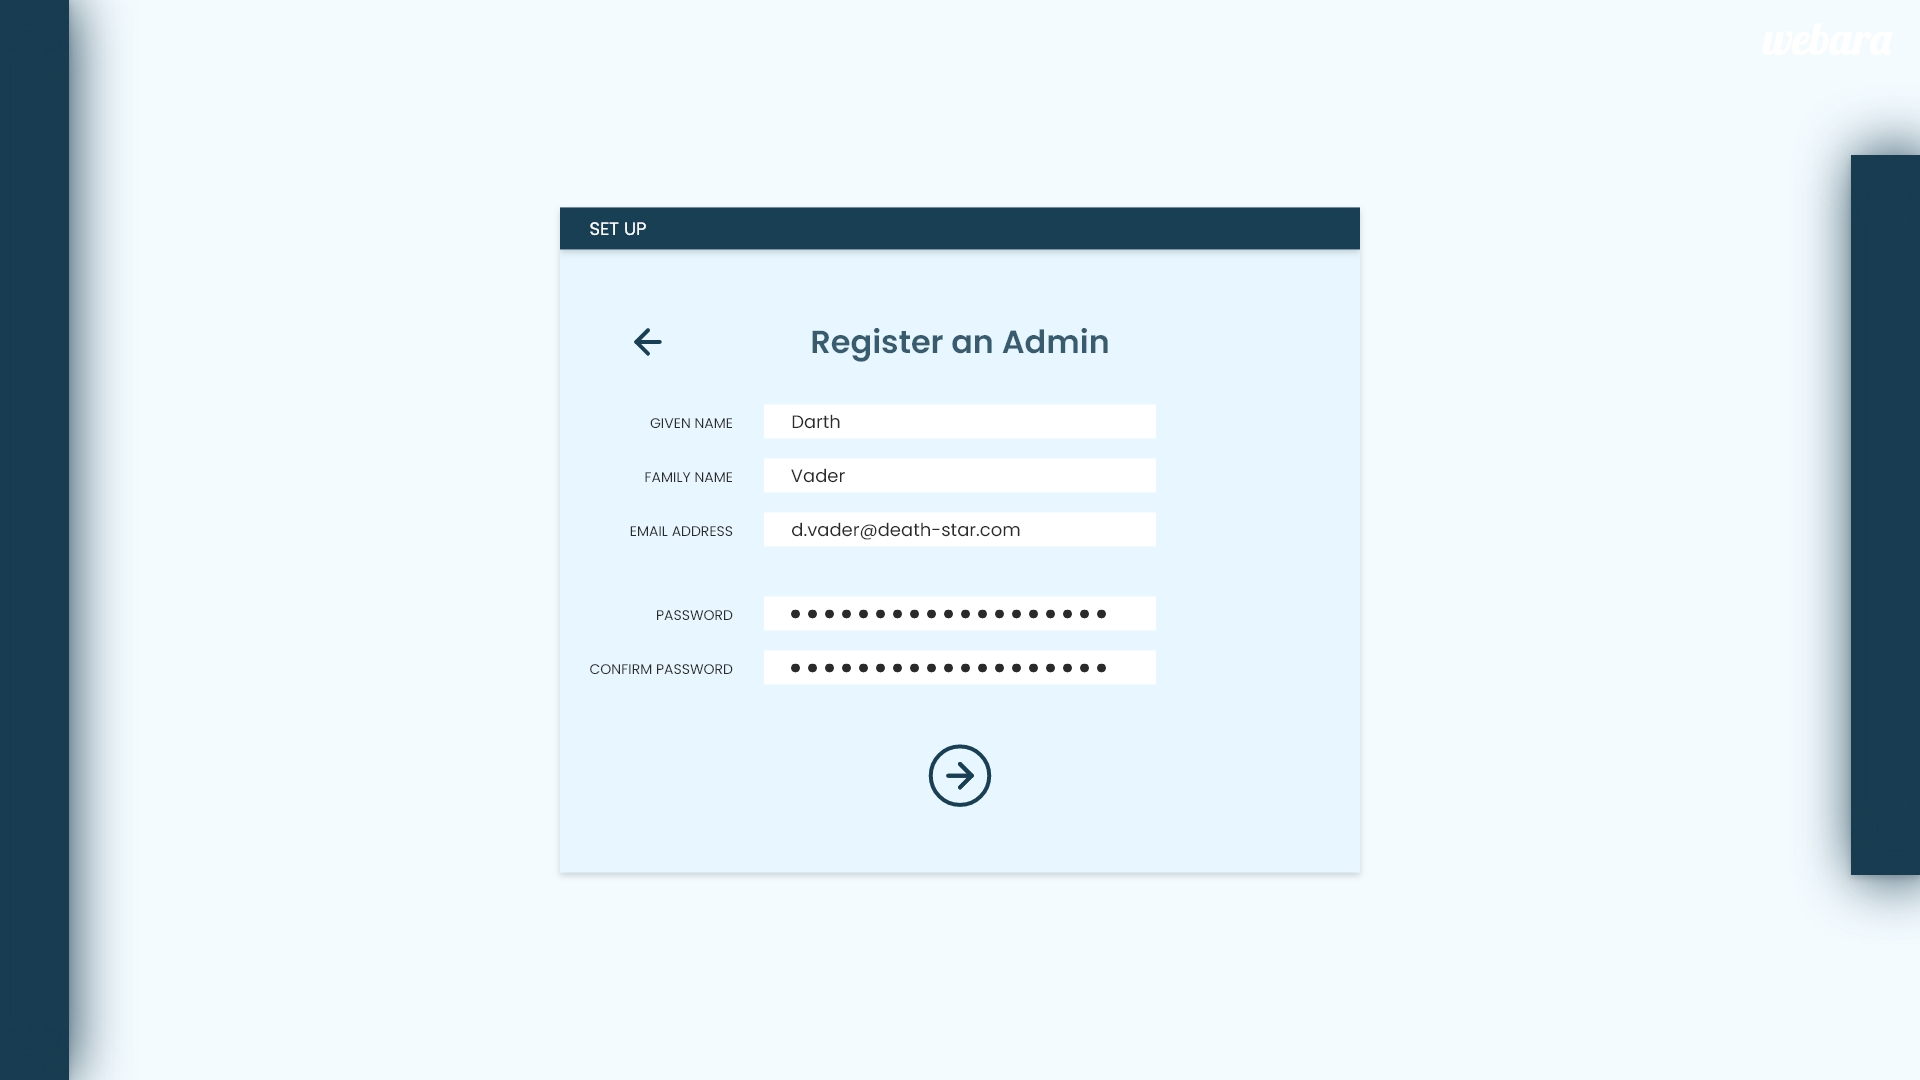 webara
SET UP
Register an Admin
GIVEN NAME Darth
FAMILY NAME Vader
EMAIL ADDRESS d.vader@death-star.com
PASSWORD ●●●●●●●●●●●●●●●●●●●
CONFIRM PASSWORD ●●●●●●●●●●●●●●●●●●●